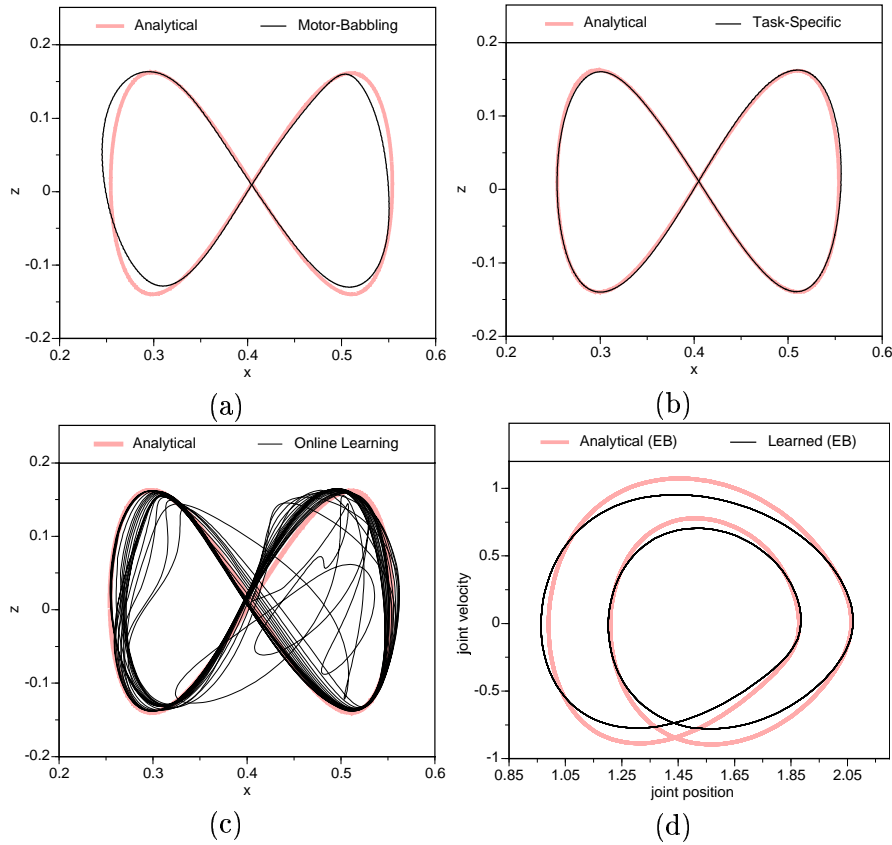 Analytical Motor-Babbling
0.2
0.1
0
-0.1
-0.2
z
0.2 0.3 0.4 0.5 0.6
x
(a)
Analytical Task-Specific
0.2
0.1
0
-0.1
-0.2
z
0.2 0.3 0.4 0.5 0.6
x
(b)
Analytical Online Learning
0.2
0.1
0
-0.1
-0.2
z
0.2 0.3 0.4 0.5 0.6
x
(c)
Analytical (EB) Learned (EB)
1
0.5
0
-0.5
-1
joint velocity
0.85 1.05 1.25 1.45 1.65 1.85 2.05
joint position
(d)